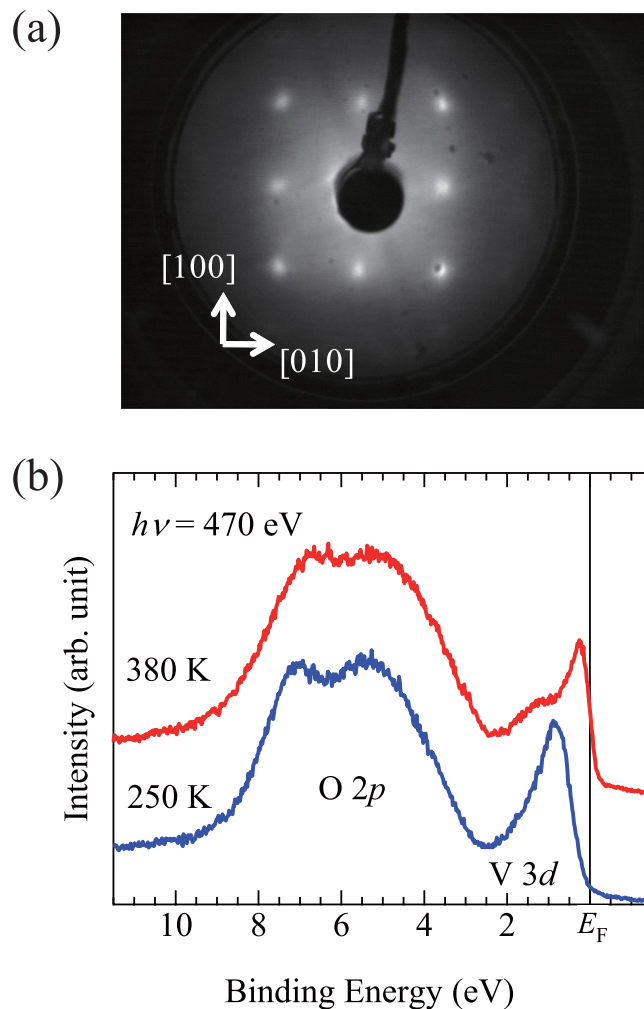 (a)
[100]
[010]
(b)
hν = 470 eV
380 K
250 K
O 2p
V 3d
Intensity (arb. unit)
10 8 6 4 2 E_F
Binding Energy (eV)